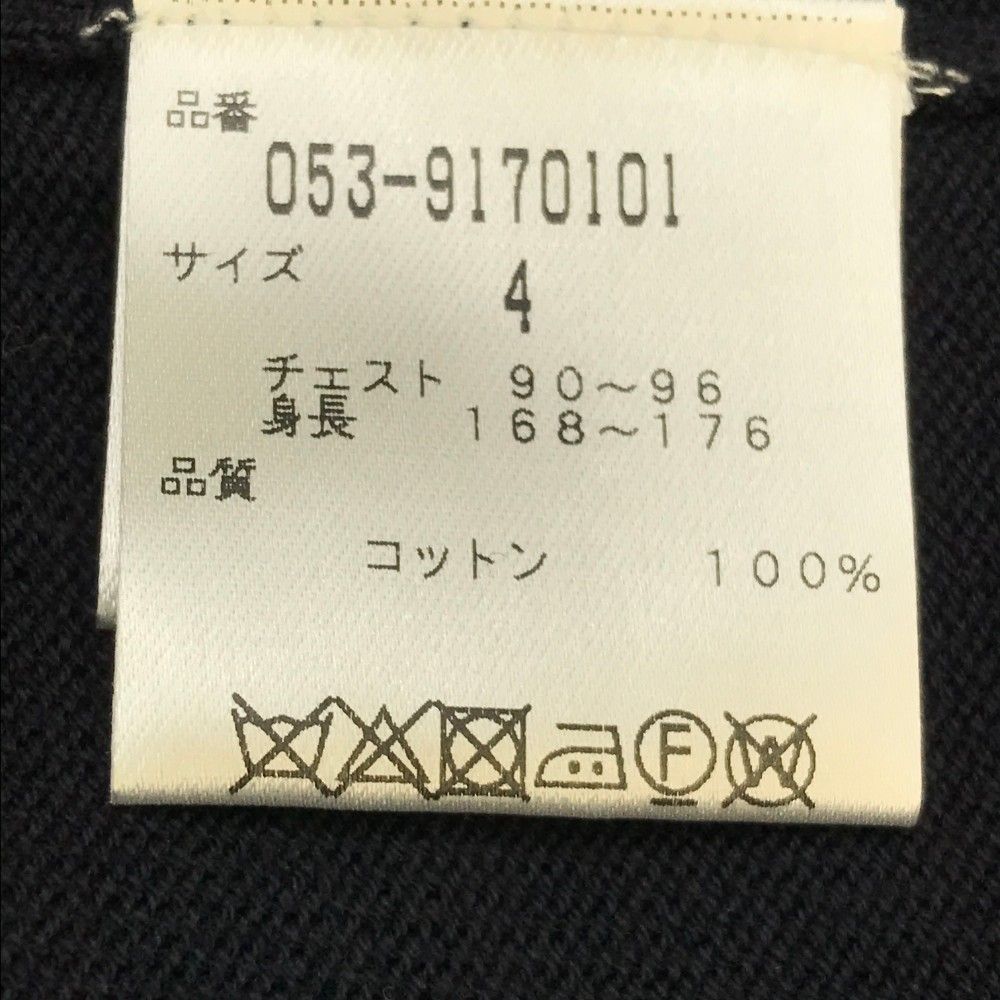 品番
053-9170101
サイズ
4
チェスト 90～96
身長 168～176
品質
コットン 100%
F W